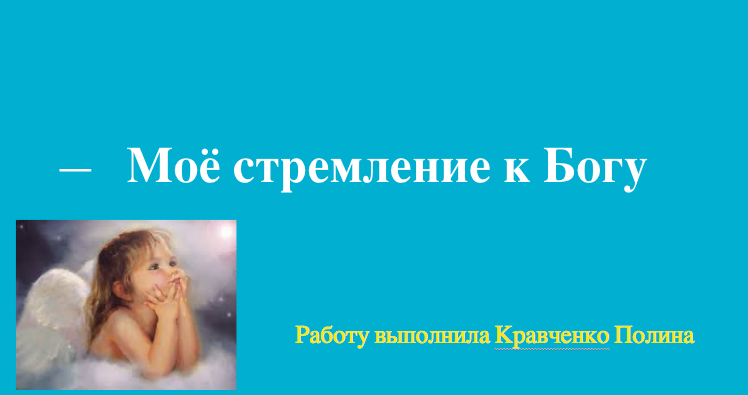 – Моё стремление к Богу
Работу выполнила Кравченко Полина